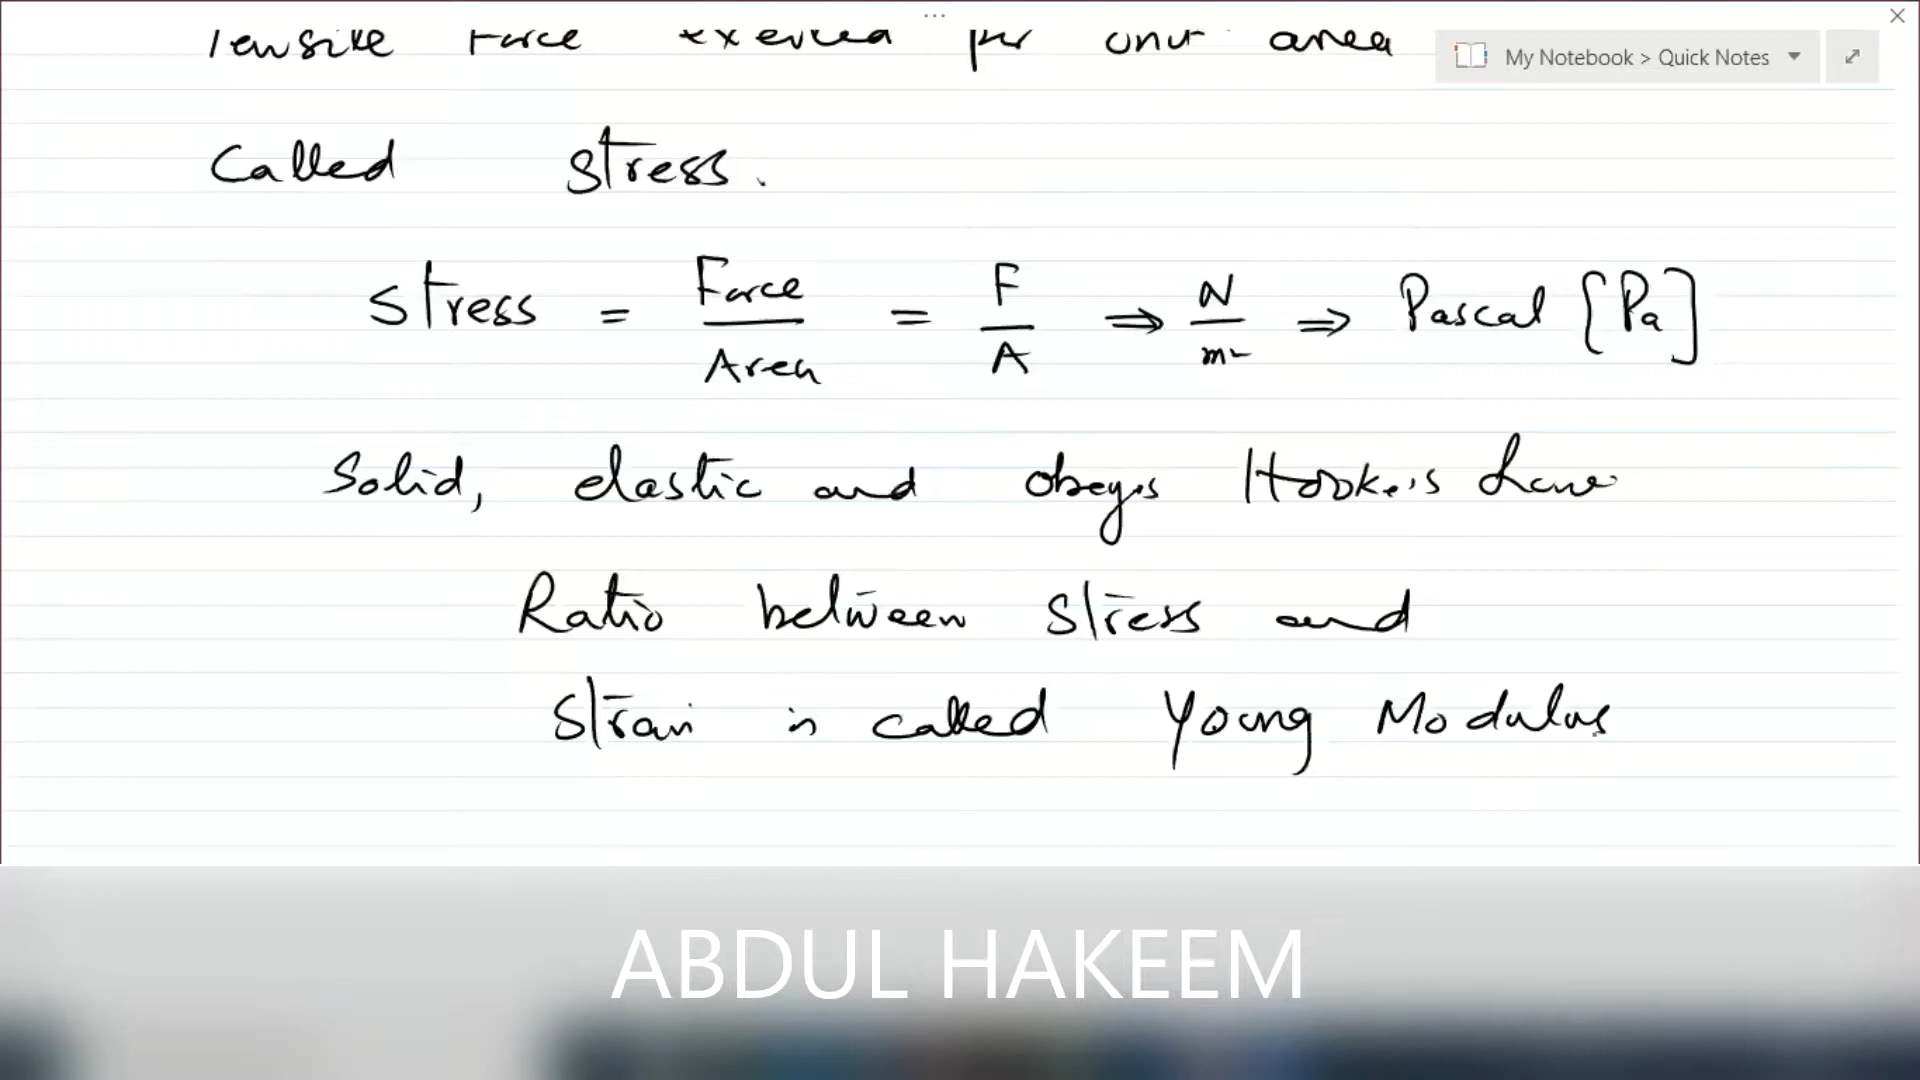 Tensile Force exerted per unit area
My Notebook > Quick Notes
Called Stress.
Stress = Force / Area = F / A ⇒ N / m² ⇒ Pascal [Pa]
Solid, elastic and obeys Hooke's Law
Ratio between Stress and
Strain is called Young Modulus
ABDUL HAKEEM